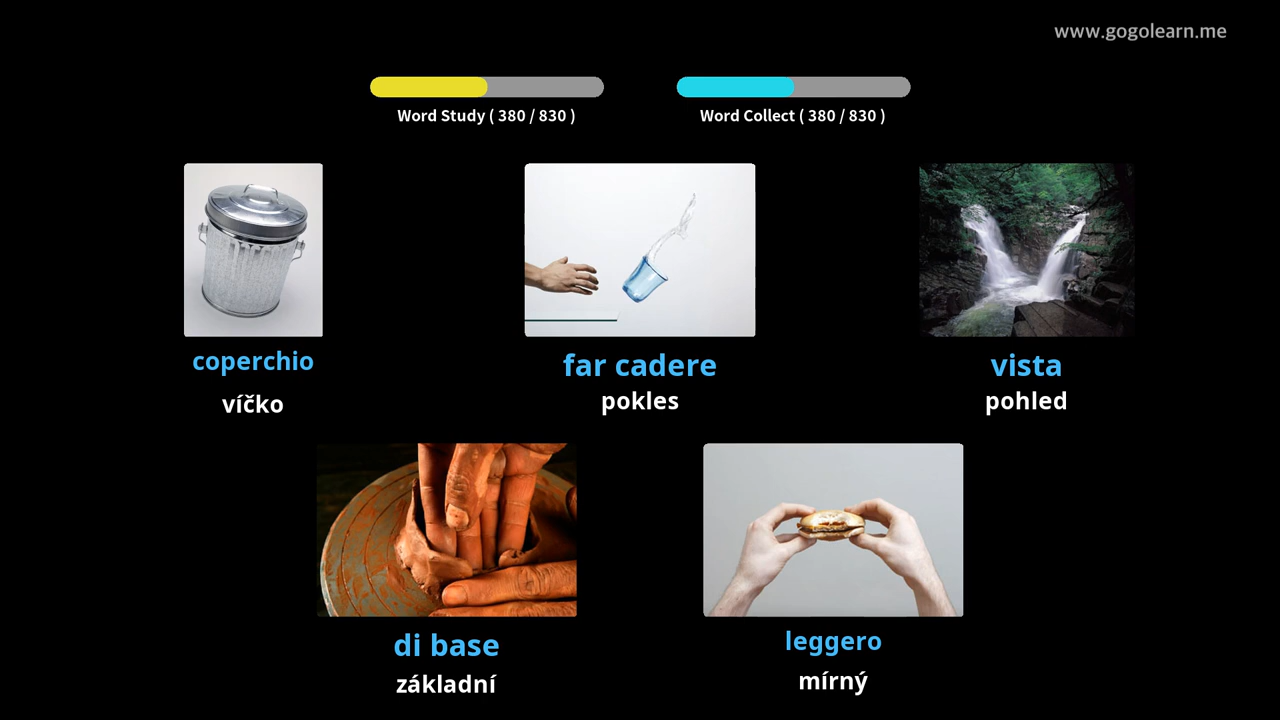 www.gogolearn.me
Word Study ( 380 / 830 )
Word Collect ( 380 / 830 )
coperchio
víčko
far cadere
pokles
vista
pohled
di base
základní
leggero
mírný